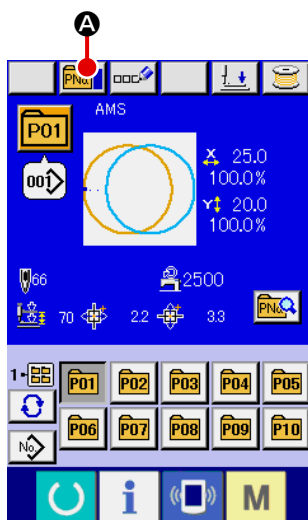 A
PNo
AMS
P01
001
X 25.0
100.0%
Y 20.0
100.0%
66
2500
70 2.2 3.3
PNo
1-
P01 P02 P03 P04 P05
P06 P07 P08 P09 P10
No.
i M